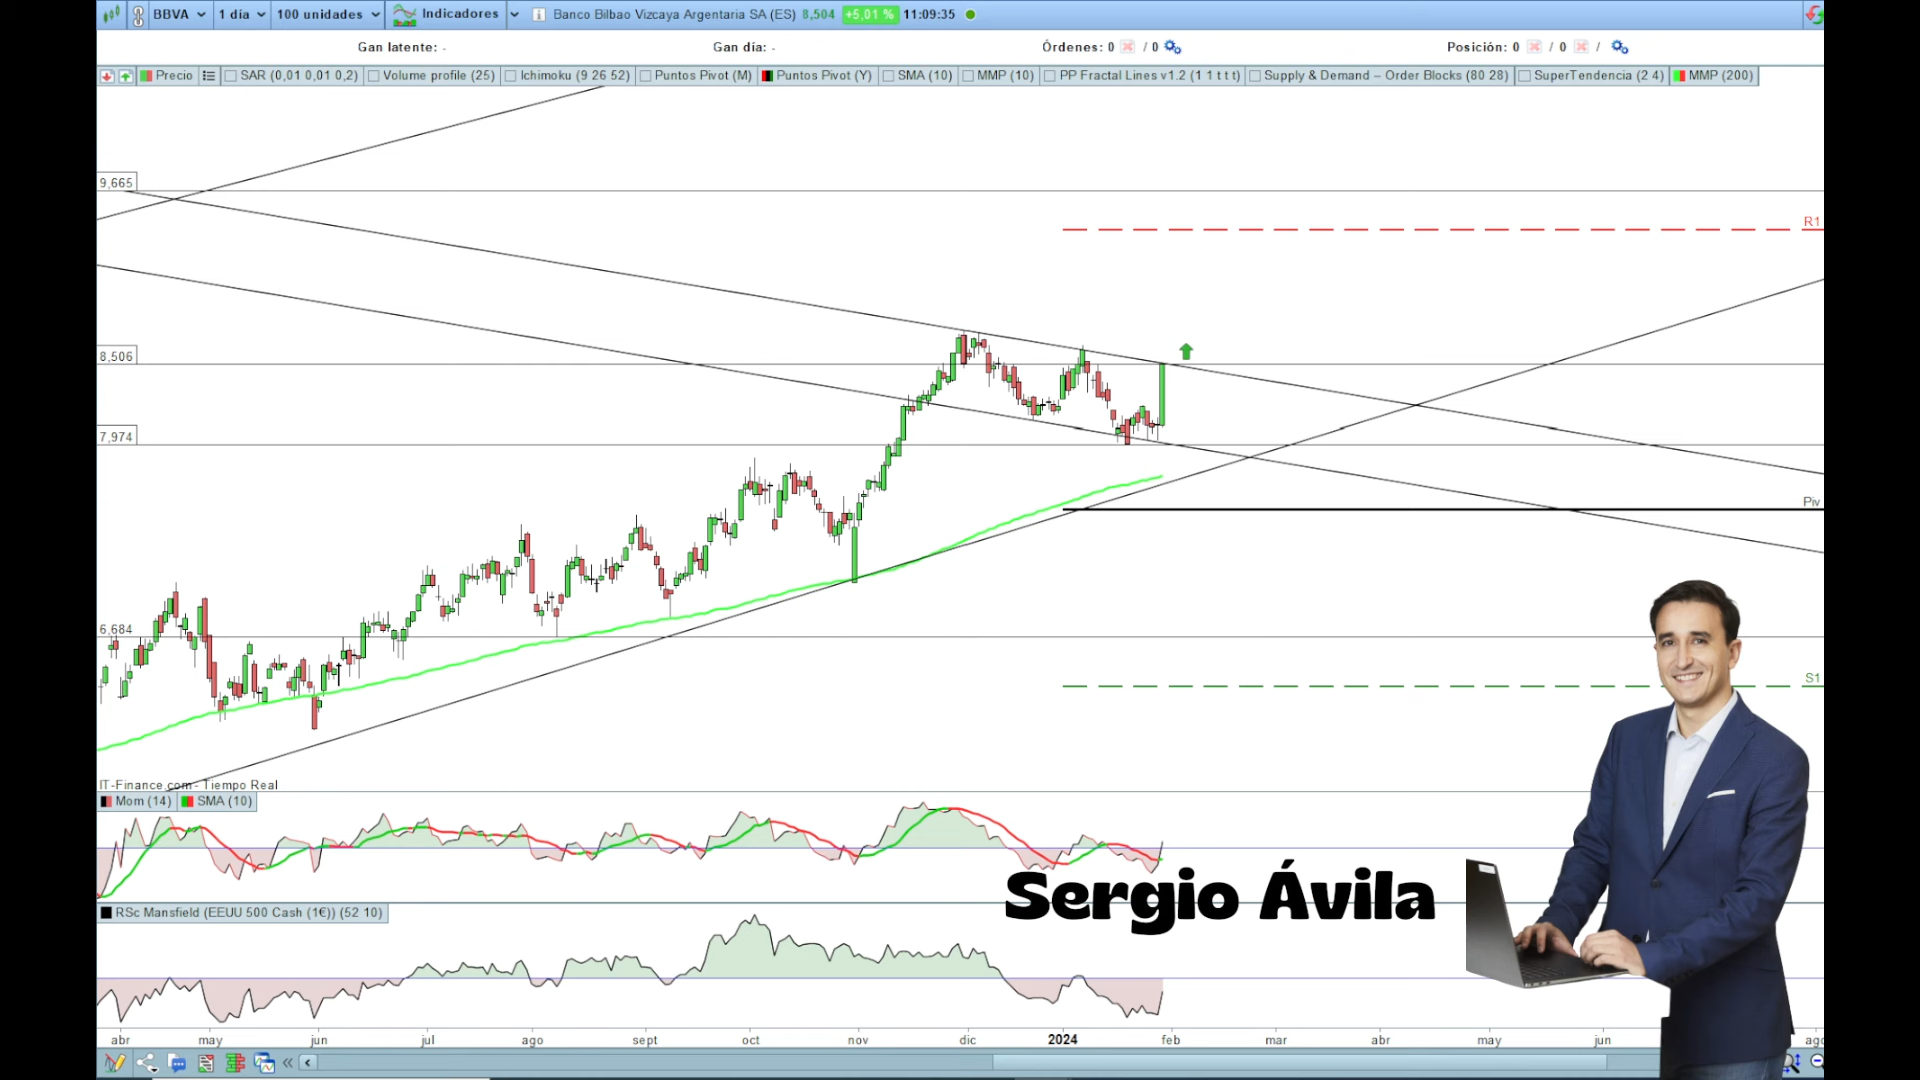 BBVA 1 día 100 unidades Indicadores Banco Bilbao Vizcaya Argentaria SA (ES) 8,504 +5,01 % 11:09:35
Gan latente: - Gan día: - Órdenes: 0 / 0 Posición: 0 / 0 /
Precio SAR (0,01 0,01 0,2) Volume profile (25) Ichimoku (9 26 52) Puntos Pivot (M) Puntos Pivot (Y) SMA (10) MMP (10) PP Fractal Lines v1.2 (1 1 t t t) Supply & Demand – Order Blocks (80 28) SuperTendencia (2 4) MMP (200)
9,665
R1
8,506
7,974
Piv
6,684
S1
IT-Finance.com - Tiempo Real
Mom (14) SMA (10)
Sergio Ávila
RSc Mansfield (EEUU 500 Cash (1€)) (52 10)
abr may jun jul ago sept oct nov dic 2024 feb mar abr may jun ago